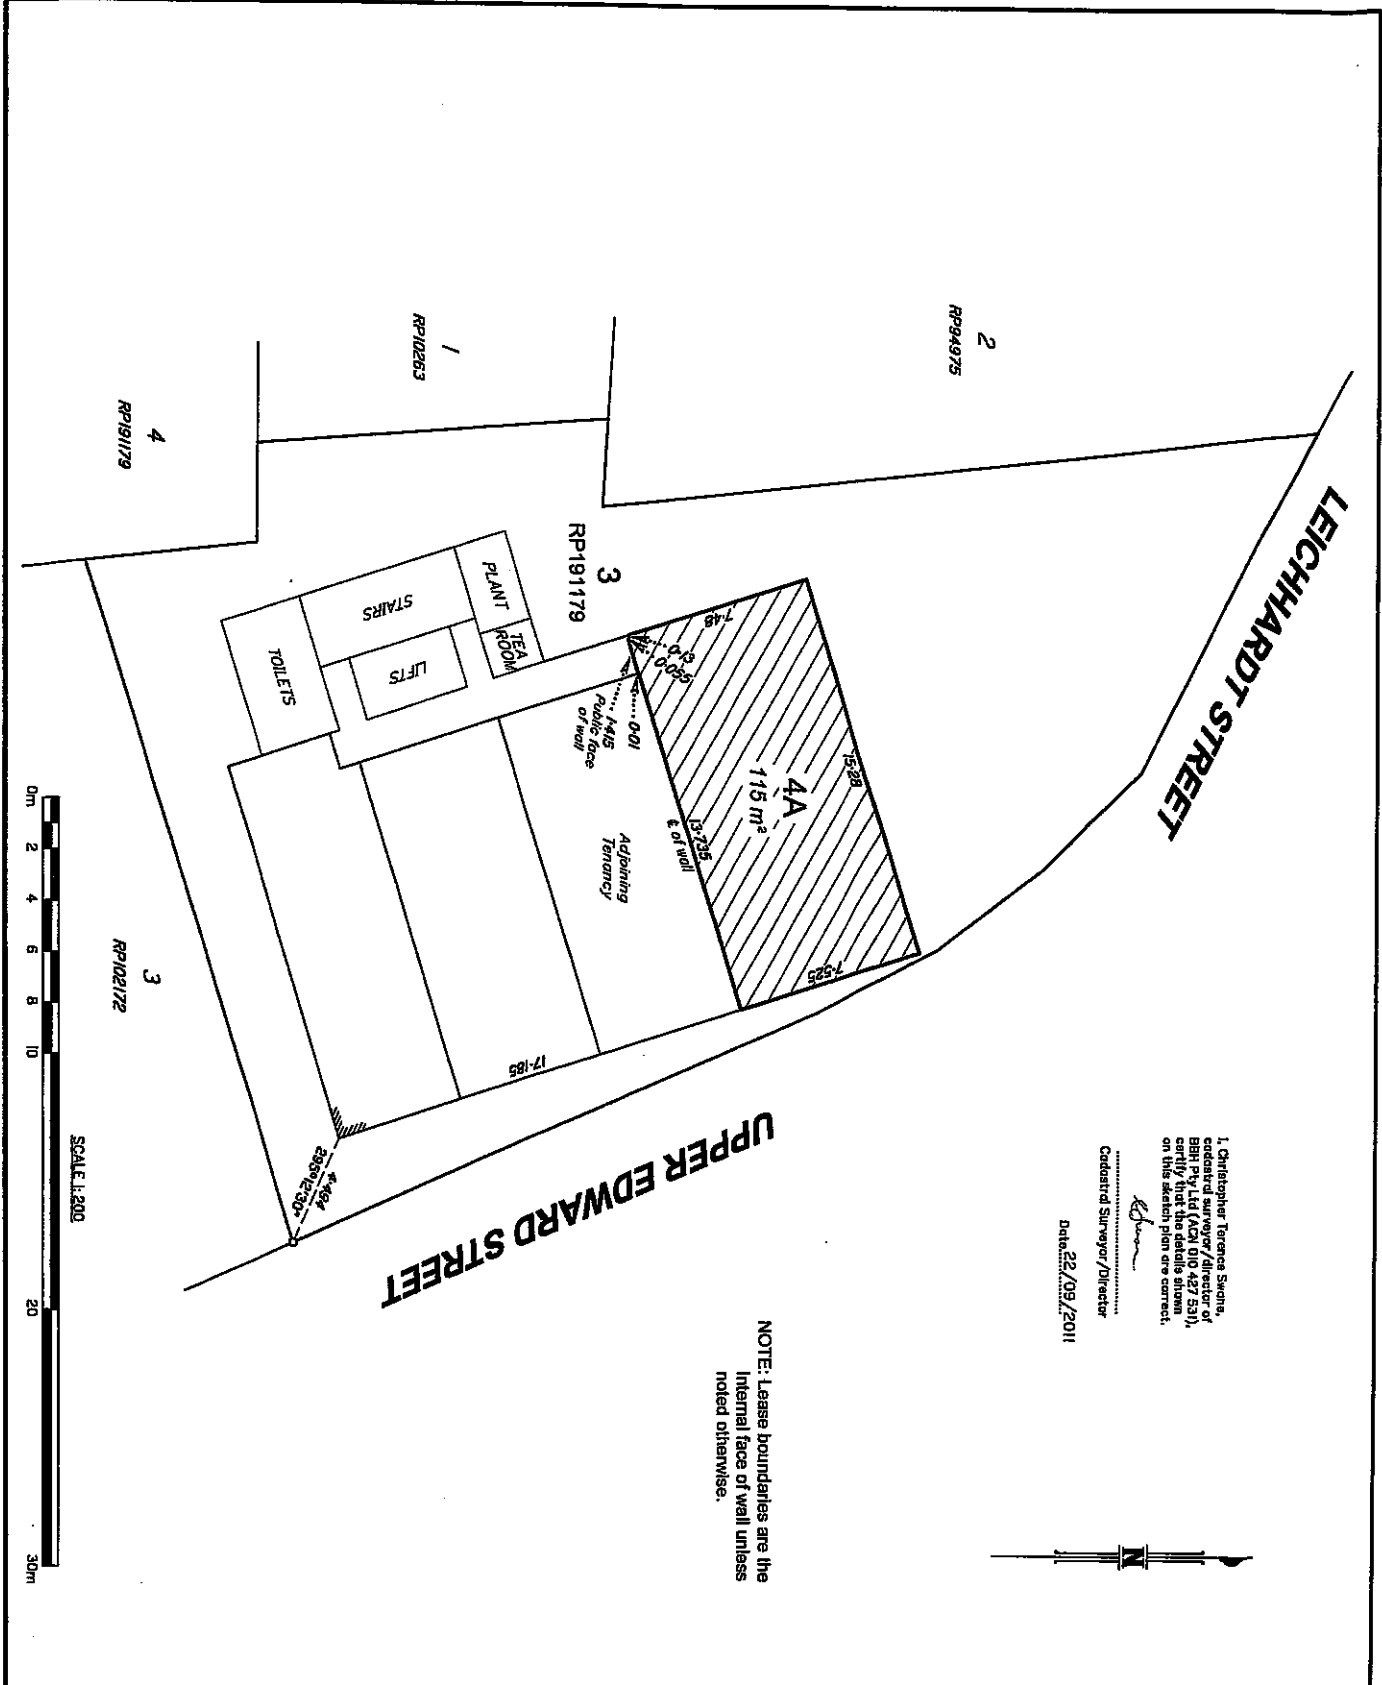 LEICHHARDT STREET
2
RP94975
1
RP10263
4
RP191179
3
RP191179
PLANT
TEA
ROOM
STAIRS
LIFTS
TOILETS
7·48
0·13
0·055
0·01
1·415
Public face
of wall
15·28
4A
115 m²
13·735
℄ of wall
7·525
Adjoining
Tenancy
17·185
4·494
295°12'30"
UPPER EDWARD STREET
3
RP102172
I, Christopher Terence Swains,
cadastral surveyor/director of
BBH Pty Ltd (ACN 010 427 531),
certify that the details shown
on this sketch plan are correct.
Cadastral Surveyor/Director
Date 22/09/2011
N
NOTE: Lease boundaries are the
internal face of wall unless
noted otherwise.
0m 2 4 6 8 10 20 30m
SCALE 1:200